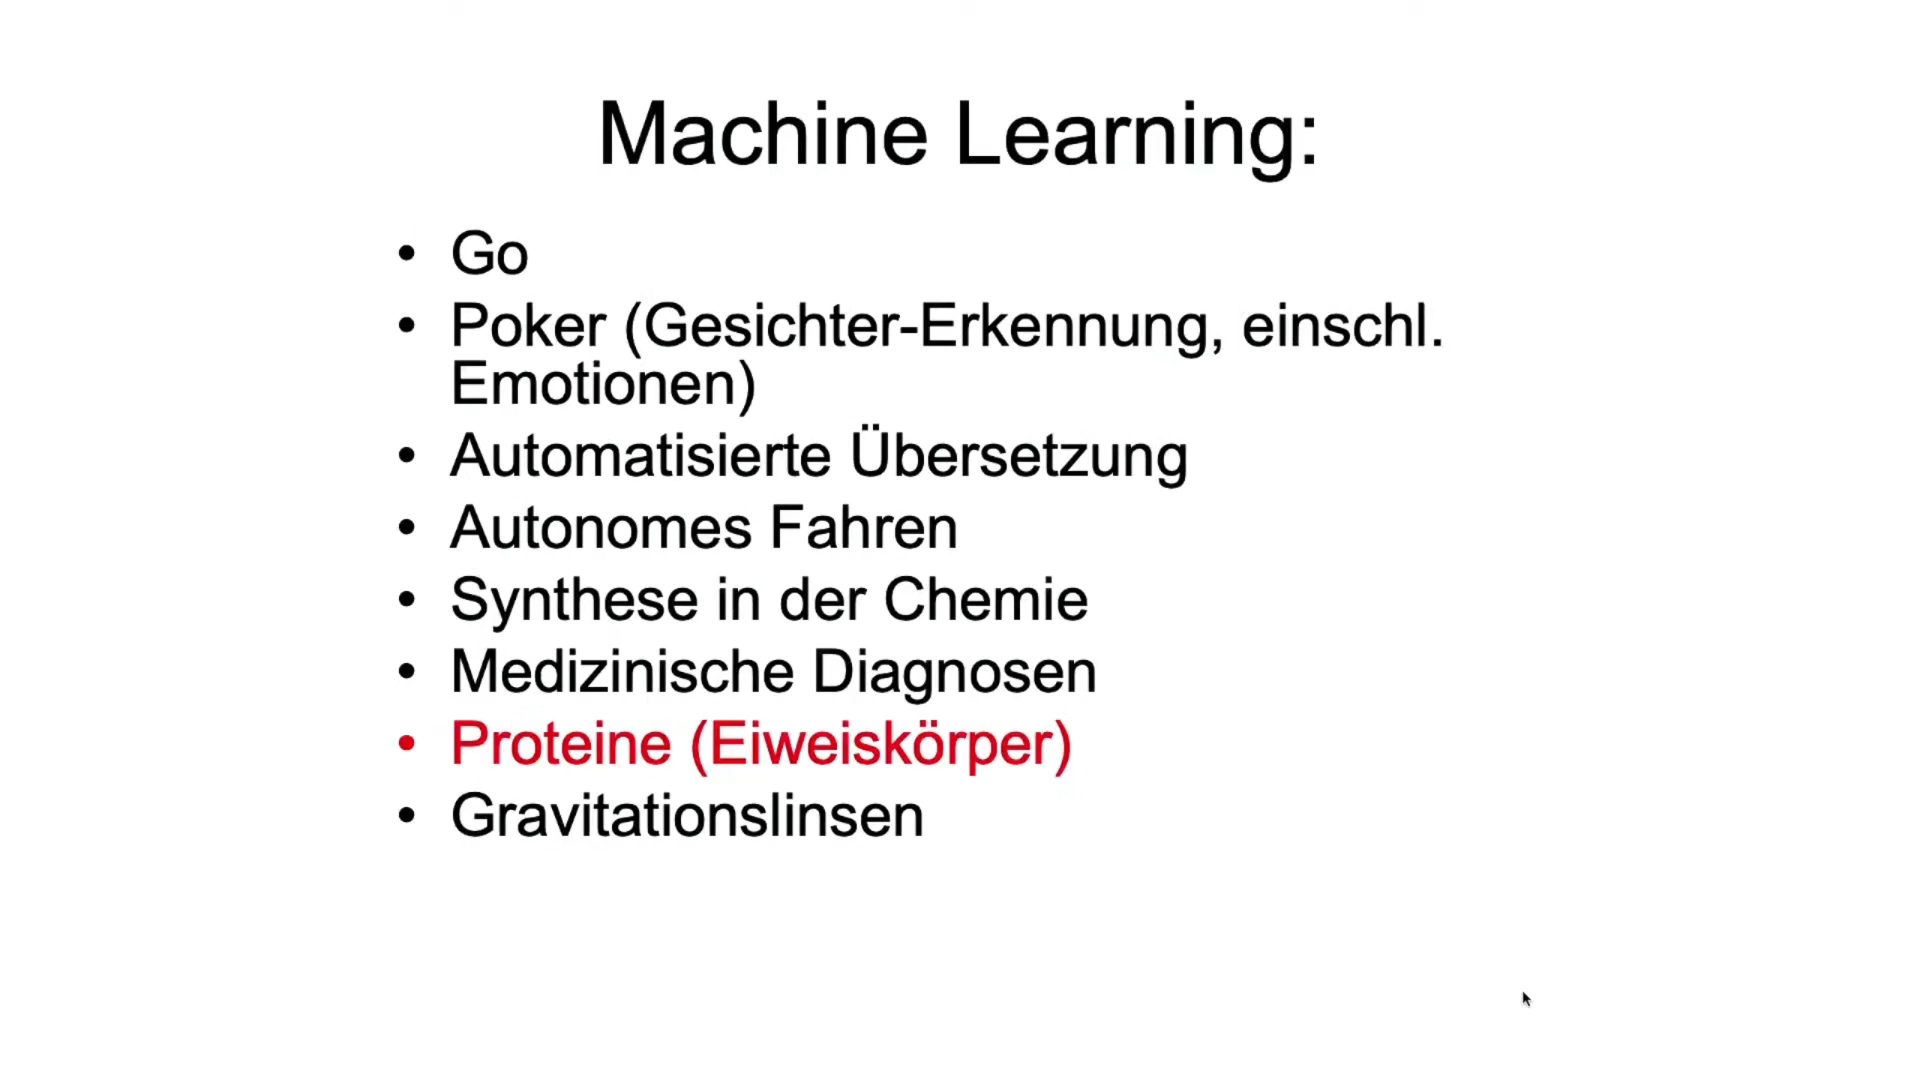 Machine Learning:
• Go
• Poker (Gesichter-Erkennung, einschl.
Emotionen)
• Automatisierte Übersetzung
• Autonomes Fahren
• Synthese in der Chemie
• Medizinische Diagnosen
• Proteine (Eiweiskörper)
• Gravitationslinsen